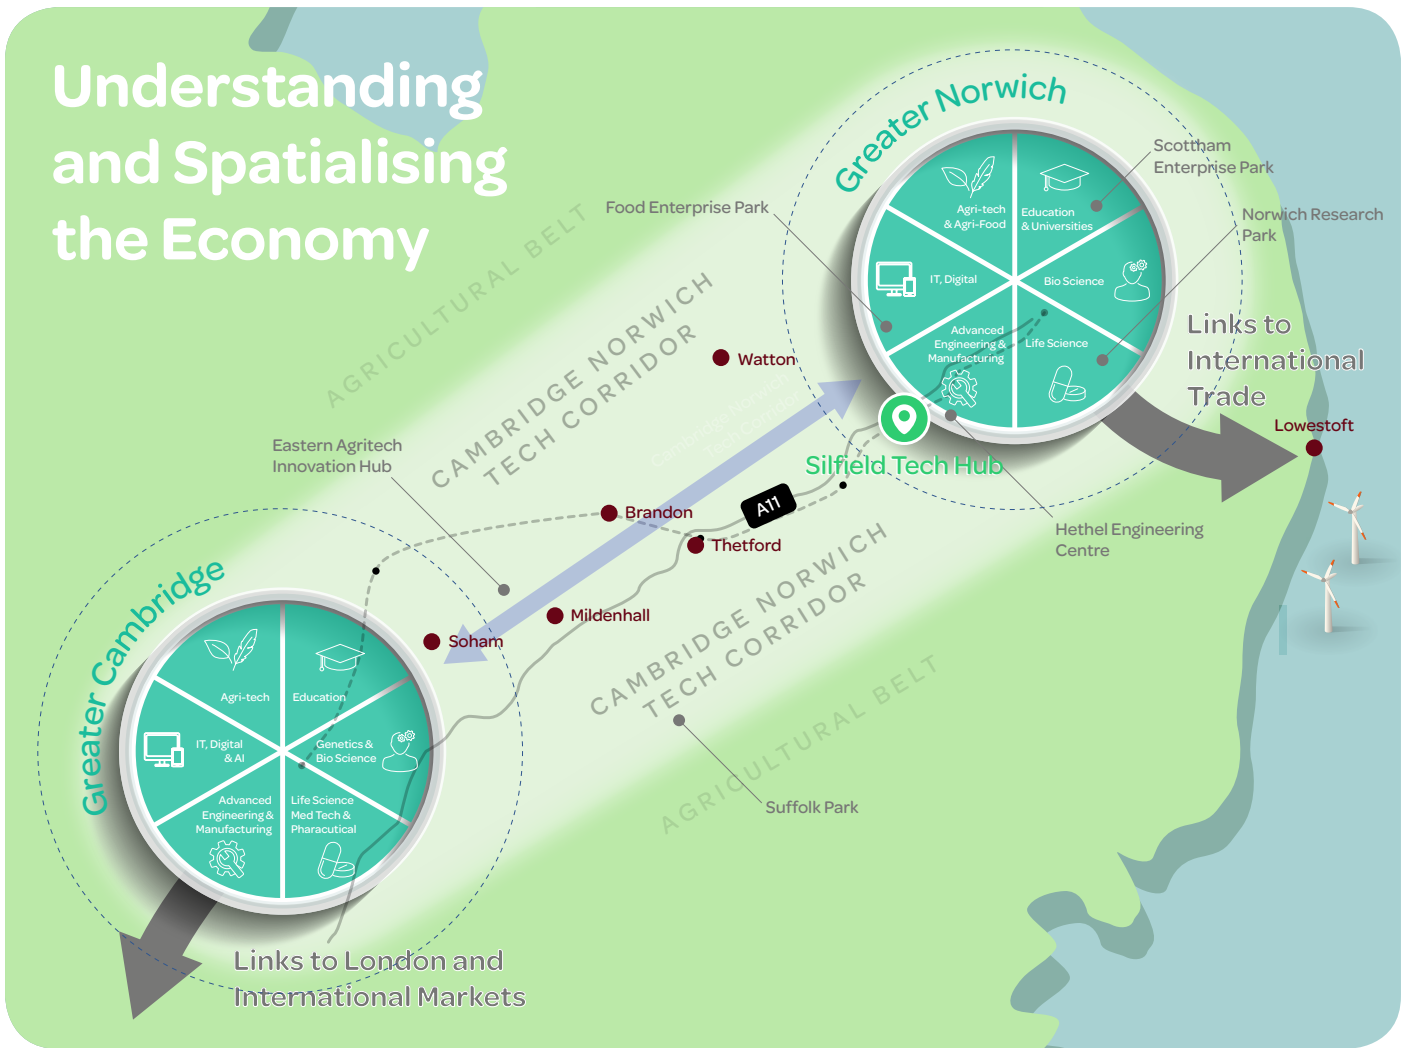 Understanding
and Spatialising
the Economy
AGRICULTURAL BELT
CAMBRIDGE NORWICH
TECH CORRIDOR
Greater Norwich
Scottham
Enterprise Park
Food Enterprise Park
Norwich Research
Park
Agri-tech
& Agri-Food
Education
& Universities
IT, Digital
Bio Science
Advanced
Engineering &
Manufacturing
Life Science
Links to
International
Trade
Lowestoft
Watton
Cambridge Norwich
Tech Corridor
Silfield Tech Hub
Eastern Agritech
Innovation Hub
Brandon
A11
Thetford
Hethel Engineering
Centre
Mildenhall
Soham
CAMBRIDGE NORWICH
TECH CORRIDOR
AGRICULTURAL BELT
Suffolk Park
Greater Cambridge
Agri-tech
Education
IT, Digital
& AI
Genetics &
Bio Science
Advanced
Engineering &
Manufacturing
Life Science
Med Tech &
Pharacutical
Links to London and
International Markets